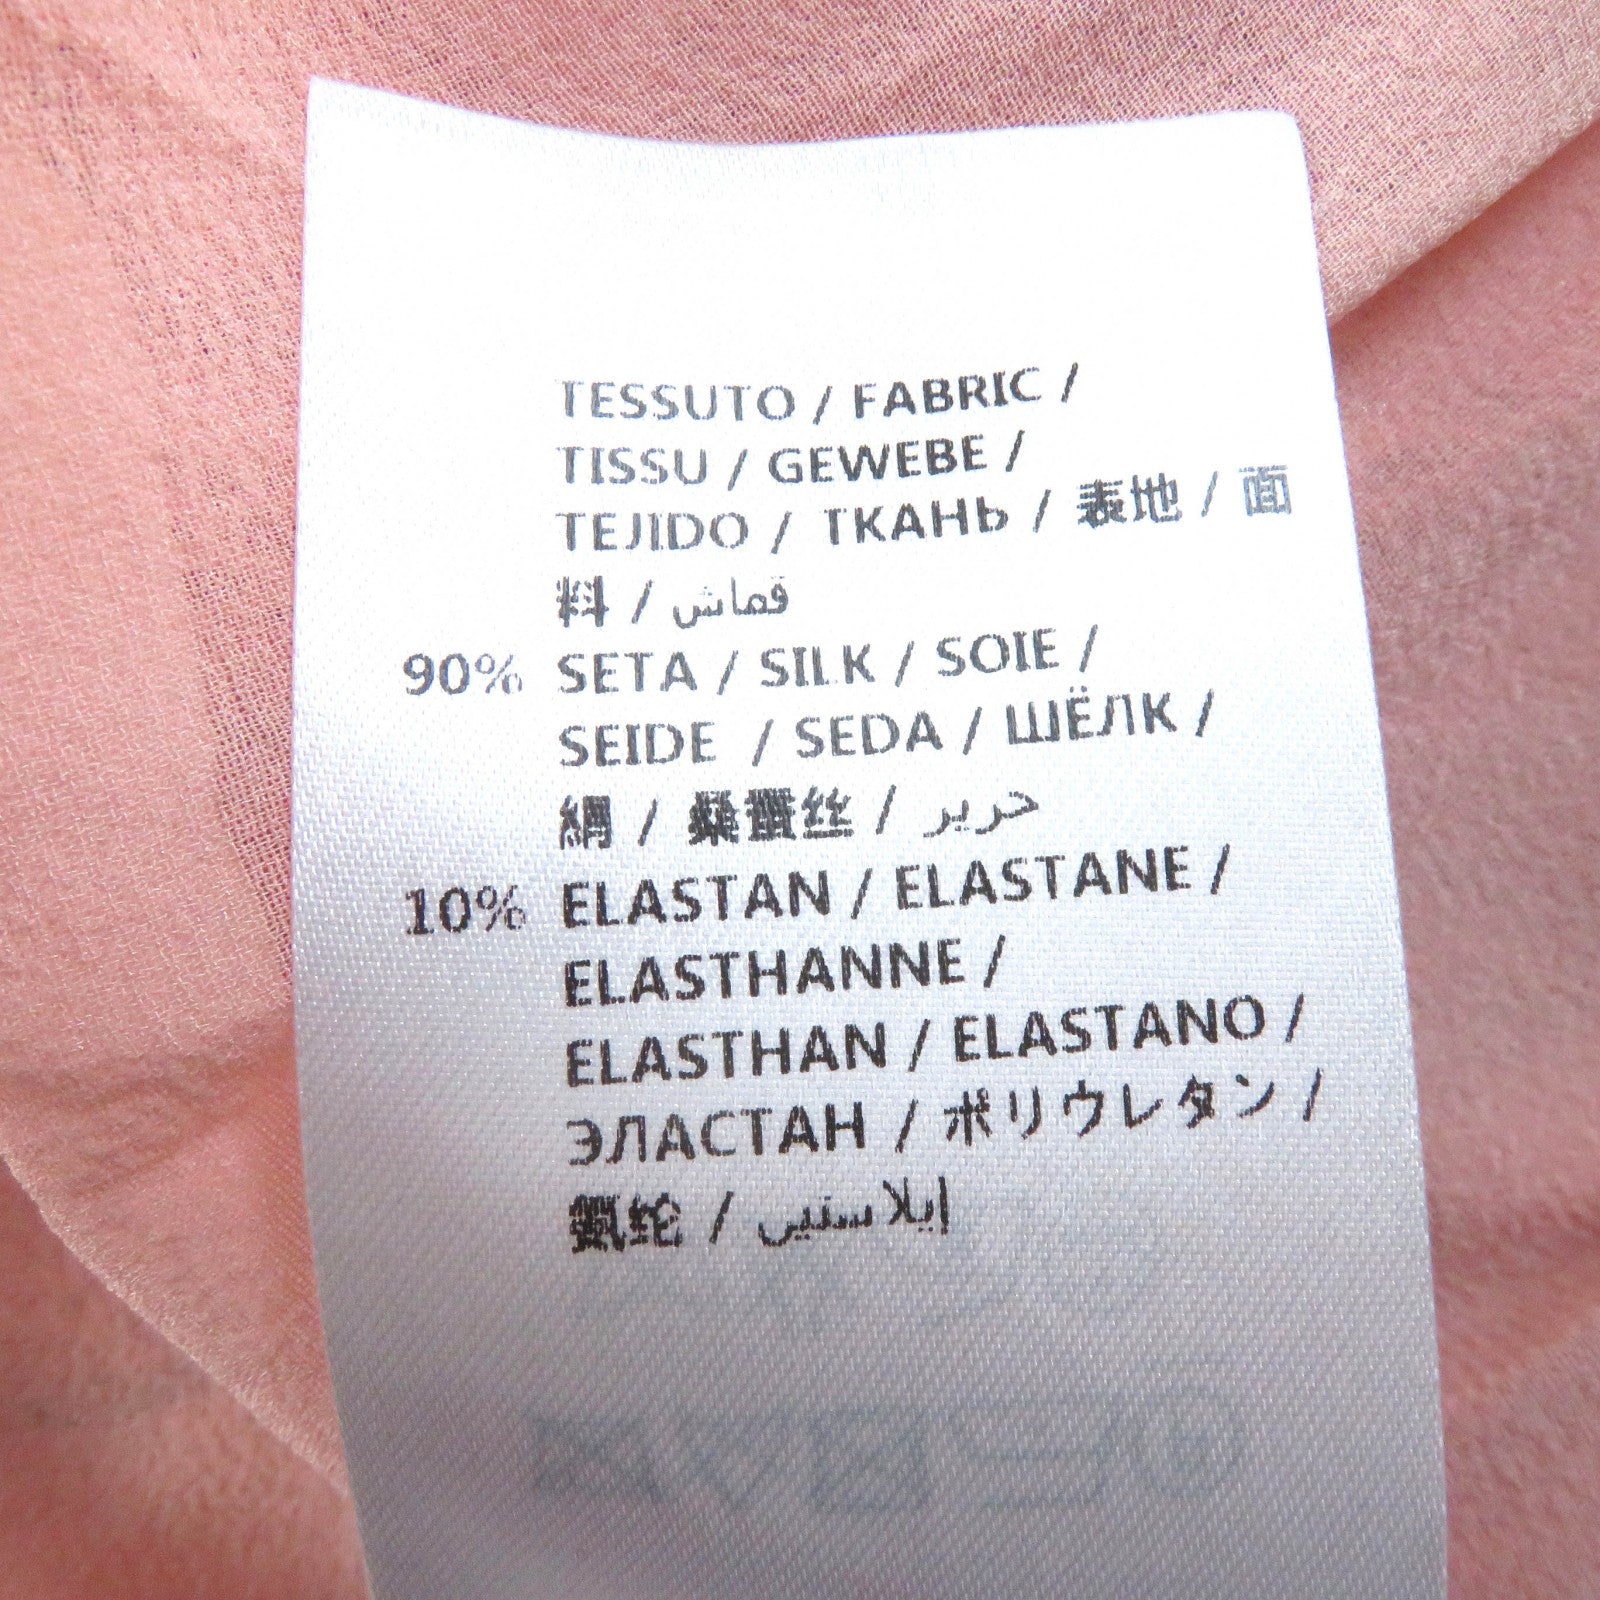 TESSUTO / FABRIC /
TISSU / GEWEBE /
TEJIDO / ТКАНЬ / 表地 / 面
料 / قماش
90% SETA / SILK / SOIE /
SEIDE / SEDA / ШЁЛК /
絹 / 桑蚕丝 / حرير
10% ELASTAN / ELASTANE /
ELASTHANNE /
ELASTHAN / ELASTANO /
ЭЛАСТАН / ポリウレタン /
氨纶 / إيلاستين